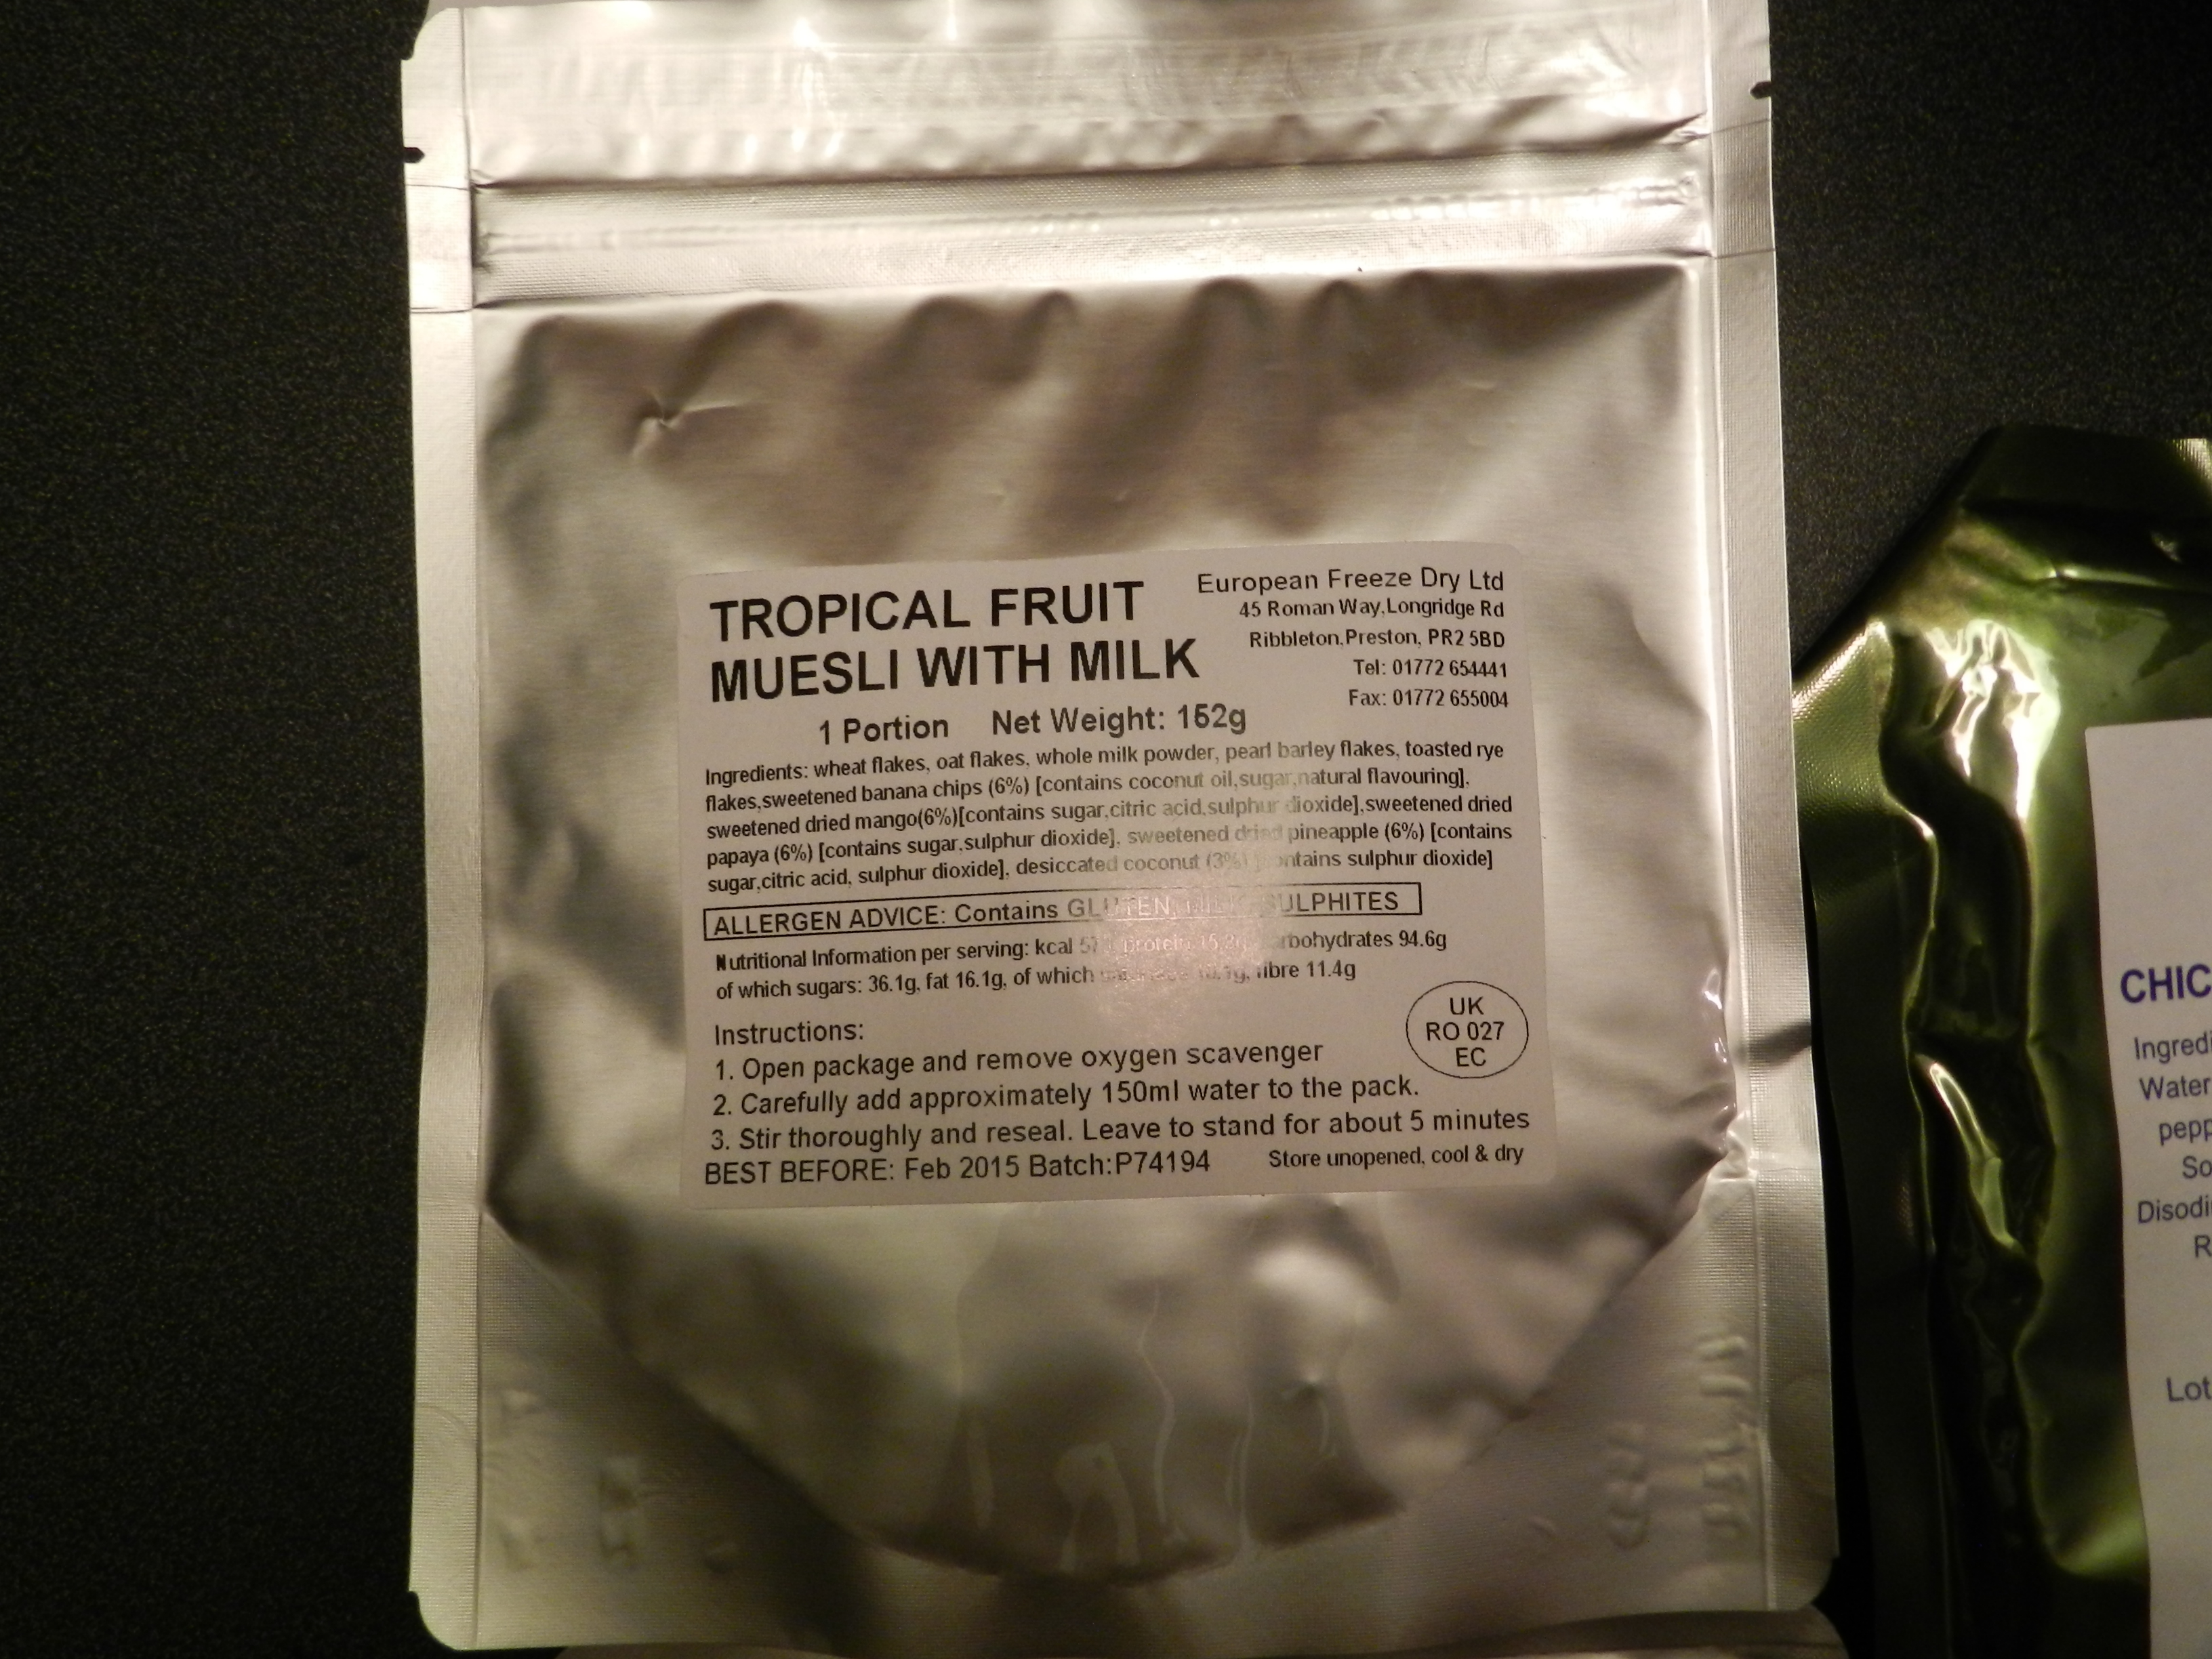 TROPICAL FRUIT
MUESLI WITH MILK
European Freeze Dry Ltd
45 Roman Way,Longridge Rd
Ribbleton,Preston, PR2 5BD
Tel: 01772 654441
Fax: 01772 655004
1 Portion Net Weight: 152g
Ingredients: wheat flakes, oat flakes, whole milk powder, pearl barley flakes, toasted rye
flakes,sweetened banana chips (6%) [contains coconut oil,sugar,natural flavouring],
sweetened dried mango(6%)[contains sugar,citric acid,sulphur dioxide],sweetened dried
papaya (6%) [contains sugar,sulphur dioxide], sweetened dried pineapple (6%) [contains
sugar,citric acid, sulphur dioxide], desiccated coconut (3%) [contains sulphur dioxide]
ALLERGEN ADVICE: Contains GLUTEN, MILK, SULPHITES
Nutritional Information per serving: kcal protein carbohydrates 94.6g
of which sugars: 36.1g, fat 16.1g, of which fibre 11.4g
UK
RO 027
EC
Instructions:
1. Open package and remove oxygen scavenger
2. Carefully add approximately 150ml water to the pack.
3. Stir thoroughly and reseal. Leave to stand for about 5 minutes
BEST BEFORE: Feb 2015 Batch:P74194 Store unopened, cool & dry
CHIC
Ingredi
Water
pepp
So
Disodi
R
Lot